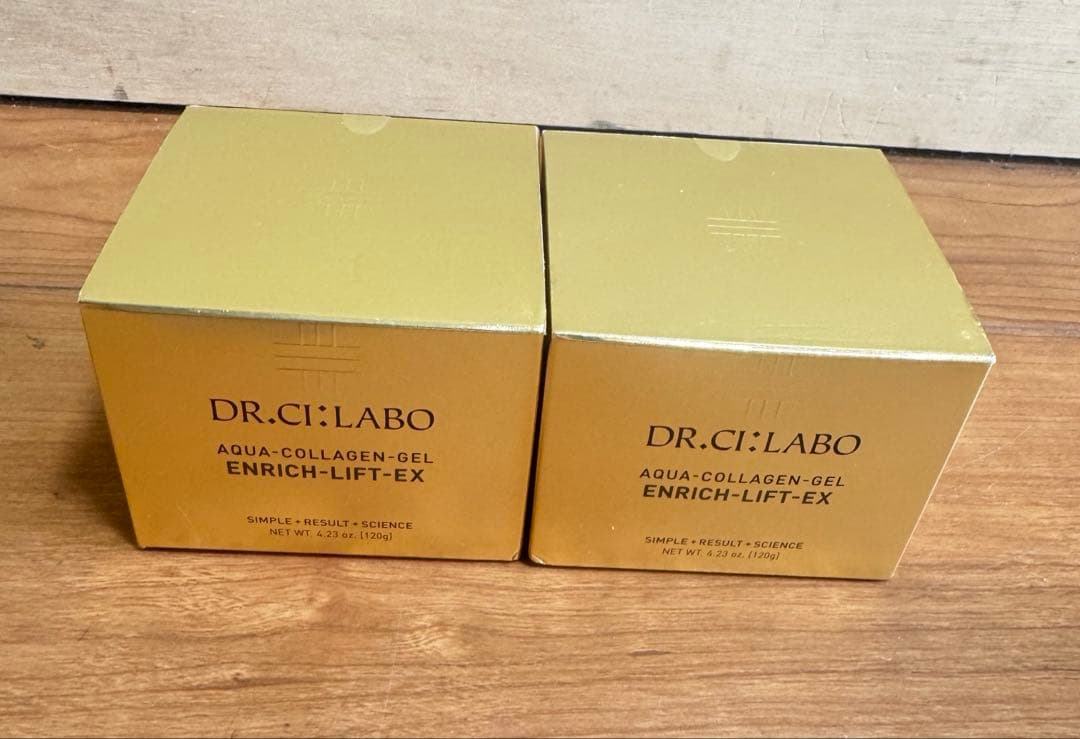 DR.CI:LABO
AQUA-COLLAGEN-GEL
ENRICH-LIFT-EX
SIMPLE + RESULT + SCIENCE
NET WT. 4.23 oz. [120g]
DR.CI:LABO
AQUA-COLLAGEN-GEL
ENRICH-LIFT-EX
SIMPLE + RESULT + SCIENCE
NET WT. 4.23 oz. [120g]